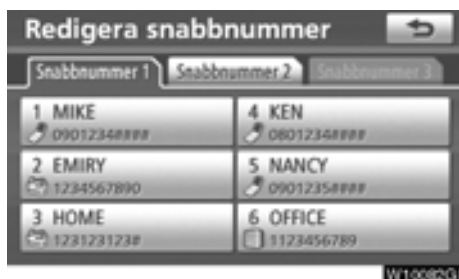 Redigera snabbnummer
Snabbnummer 1 Snabbnummer 2 Snabbnummer 3
1 MIKE
0901234####
4 KEN
0801234####
2 EMIRY
1234567890
5 NANCY
0901235####
3 HOME
123123123#
6 OFFICE
1123456789
W10082G